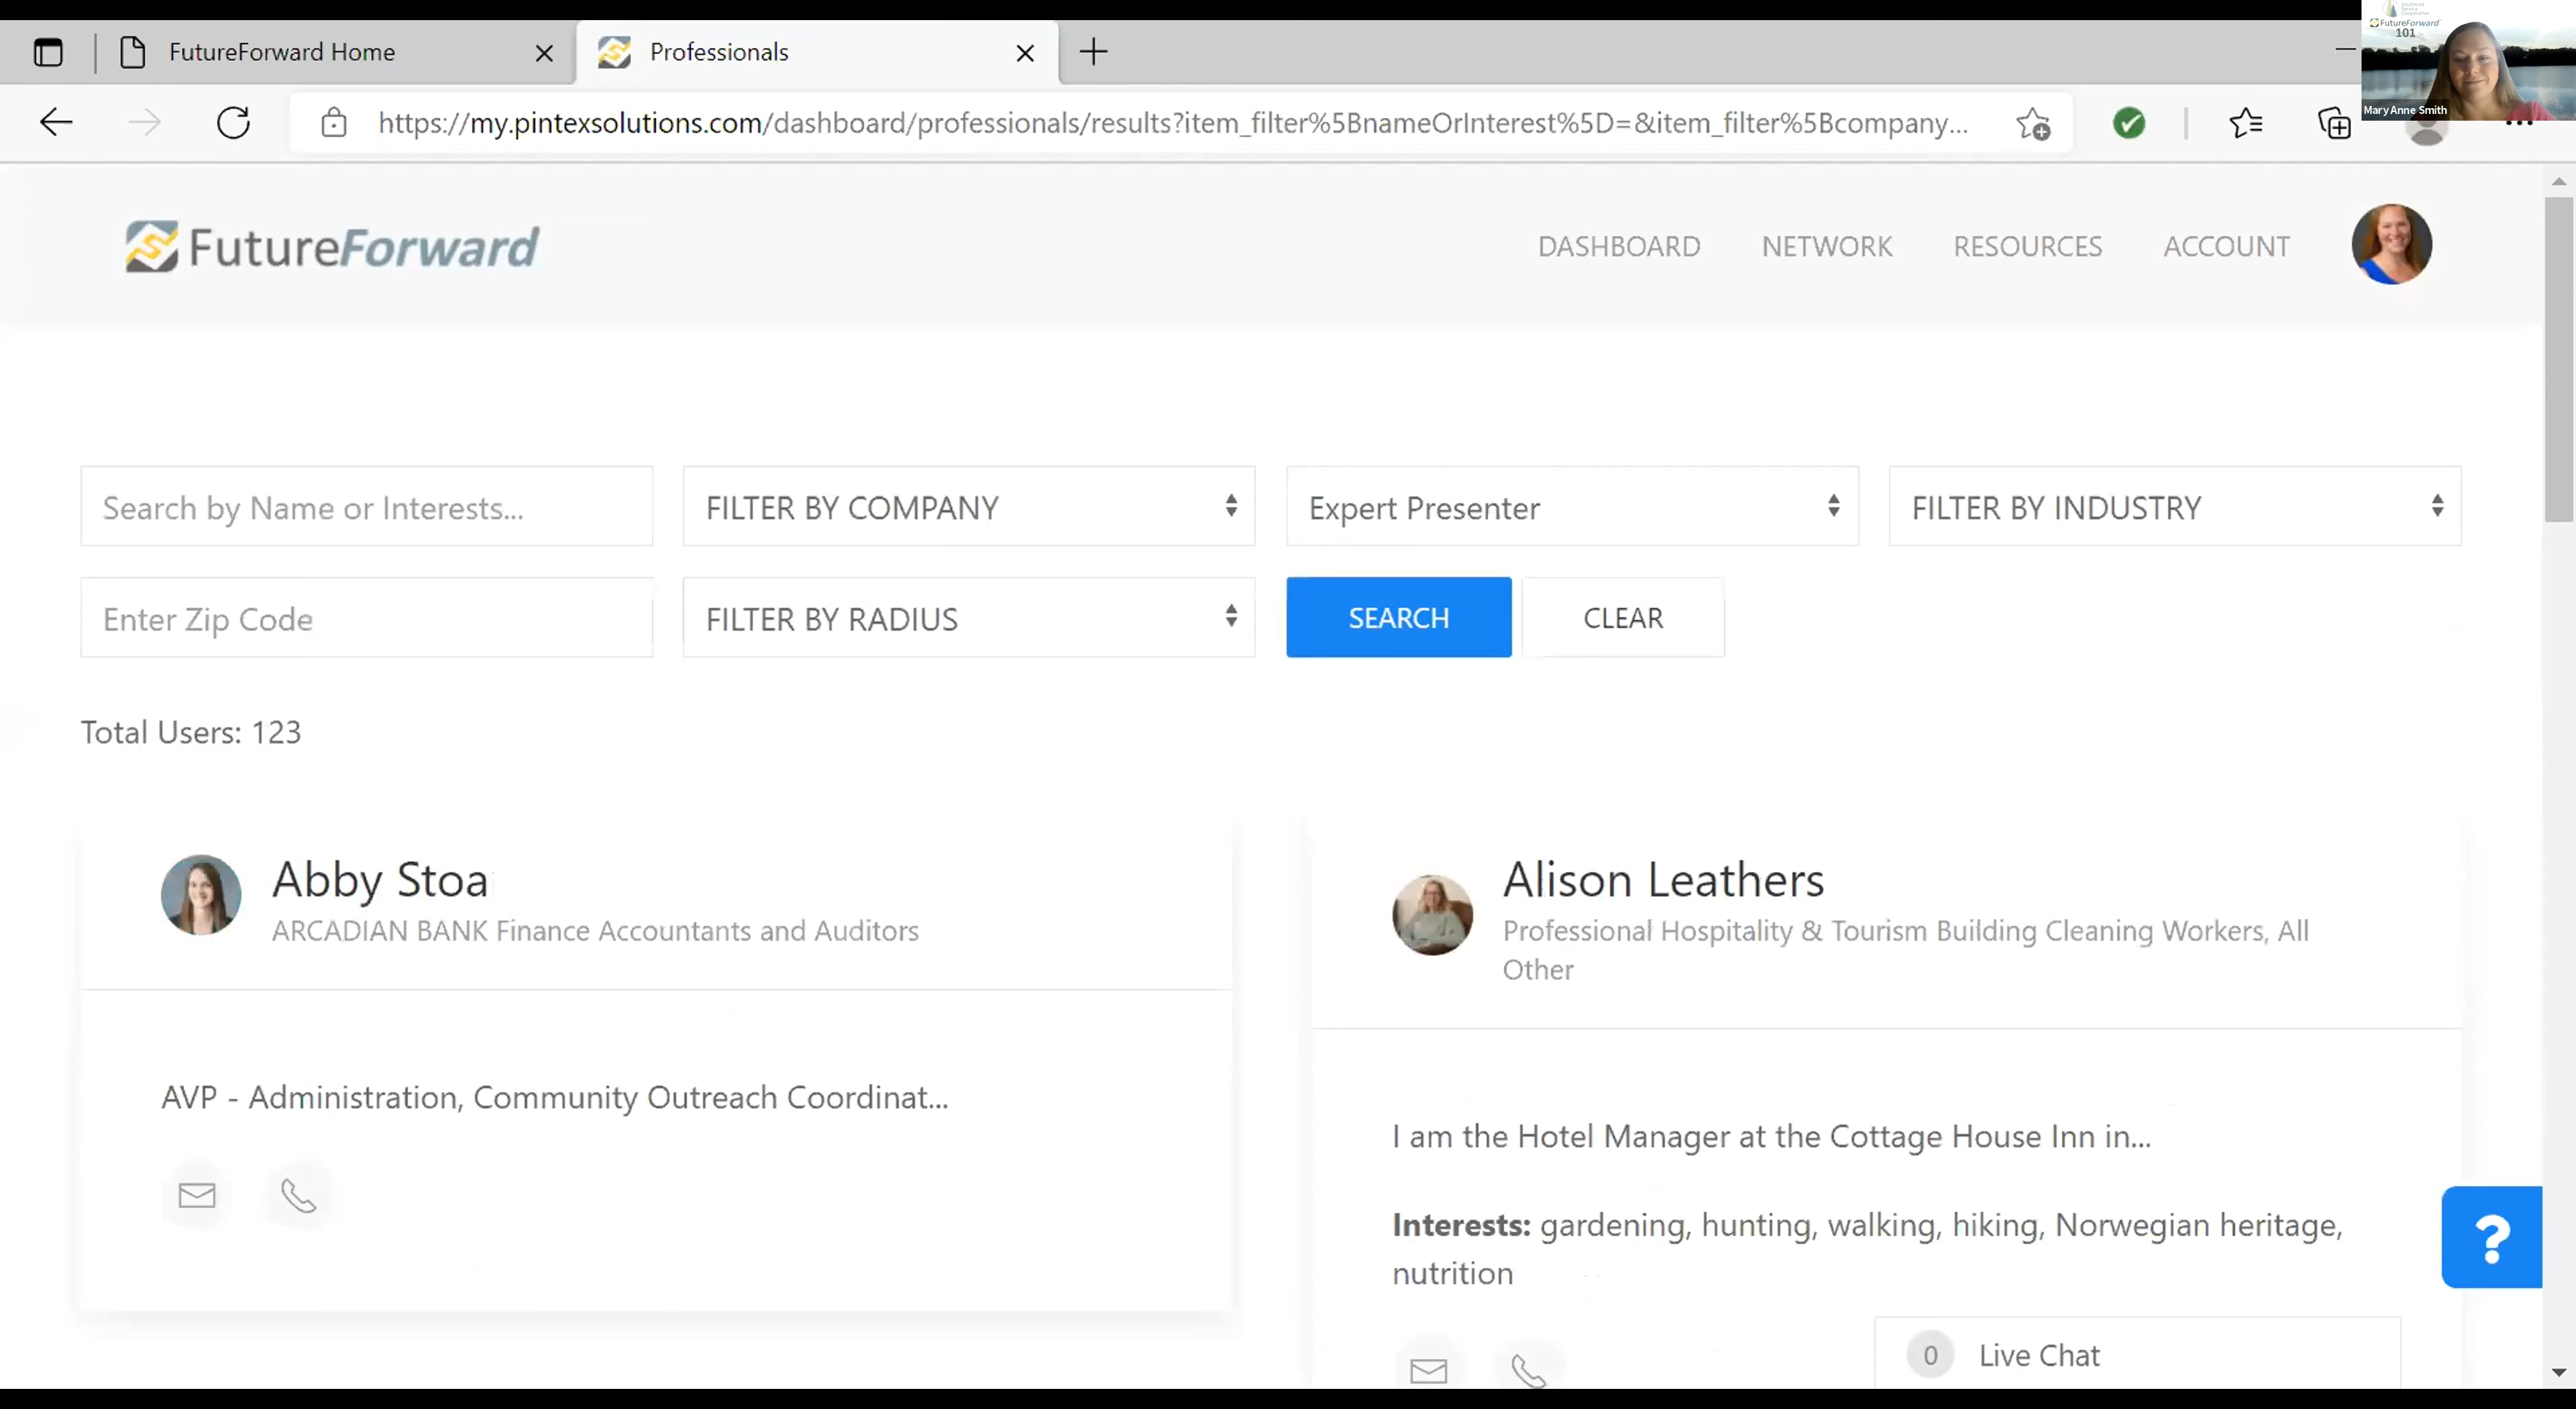 FutureForward Home
Professionals
FutureForward
101
Mary Anne Smith
https://my.pintexsolutions.com/dashboard/professionals/results?item_filter%5BnameOrInterest%5D=&item_filter%5Bcompany...
FutureForward
DASHBOARD
NETWORK
RESOURCES
ACCOUNT
Search by Name or Interests...
FILTER BY COMPANY
Expert Presenter
FILTER BY INDUSTRY
Enter Zip Code
FILTER BY RADIUS
SEARCH
CLEAR
Total Users: 123
Abby Stoa
ARCADIAN BANK Finance Accountants and Auditors
AVP - Administration, Community Outreach Coordinat...
Alison Leathers
Professional Hospitality & Tourism Building Cleaning Workers, All
Other
I am the Hotel Manager at the Cottage House Inn in...
Interests: gardening, hunting, walking, hiking, Norwegian heritage,
nutrition
?
0 Live Chat